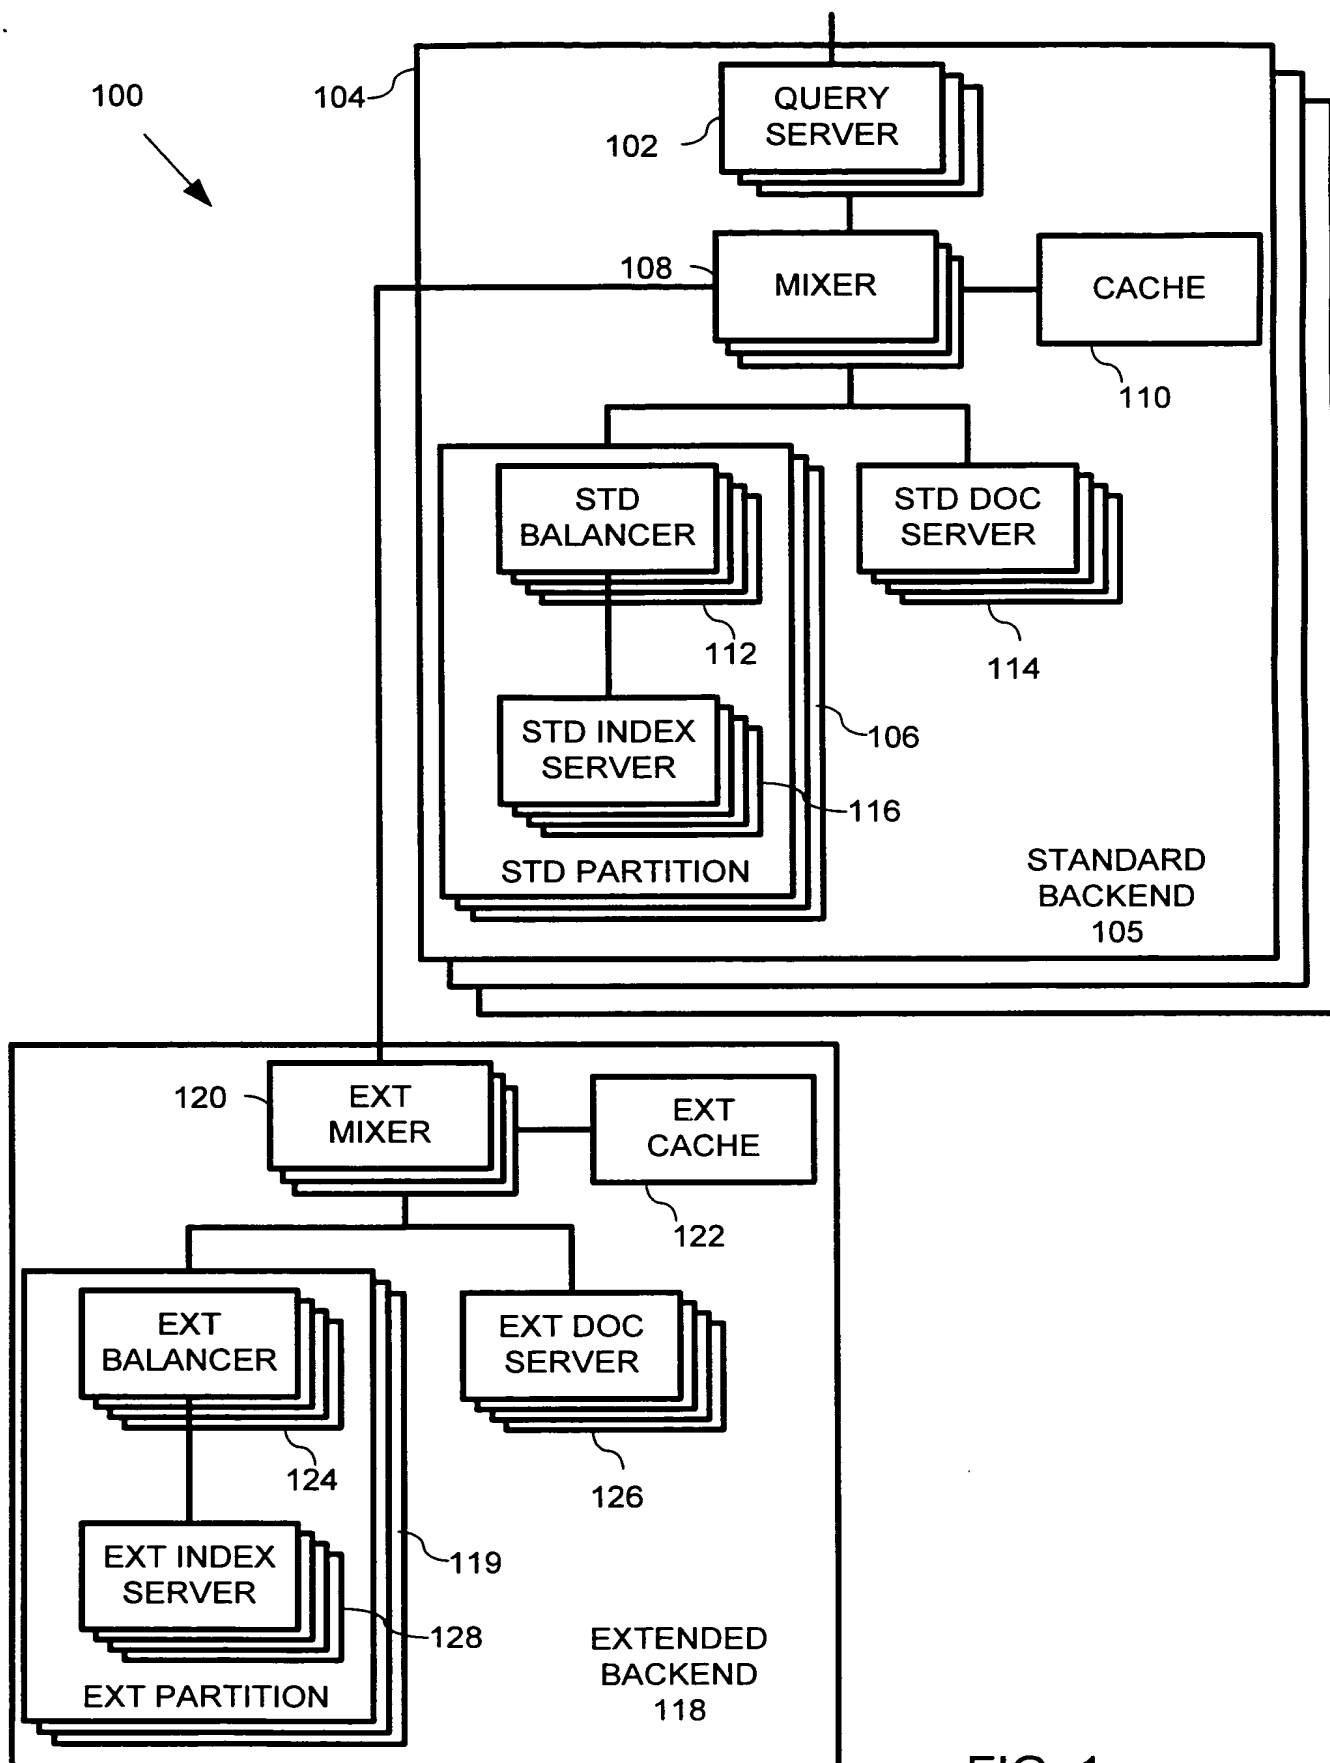 100
104
QUERY
SERVER
102
108
MIXER
CACHE
110
STD
BALANCER
STD DOC
SERVER
112
114
STD INDEX
SERVER
106
116
STD PARTITION
STANDARD
BACKEND
105
120
EXT
MIXER
EXT
CACHE
122
EXT
BALANCER
EXT DOC
SERVER
124
126
EXT INDEX
SERVER
119
128
EXT PARTITION
EXTENDED
BACKEND
118